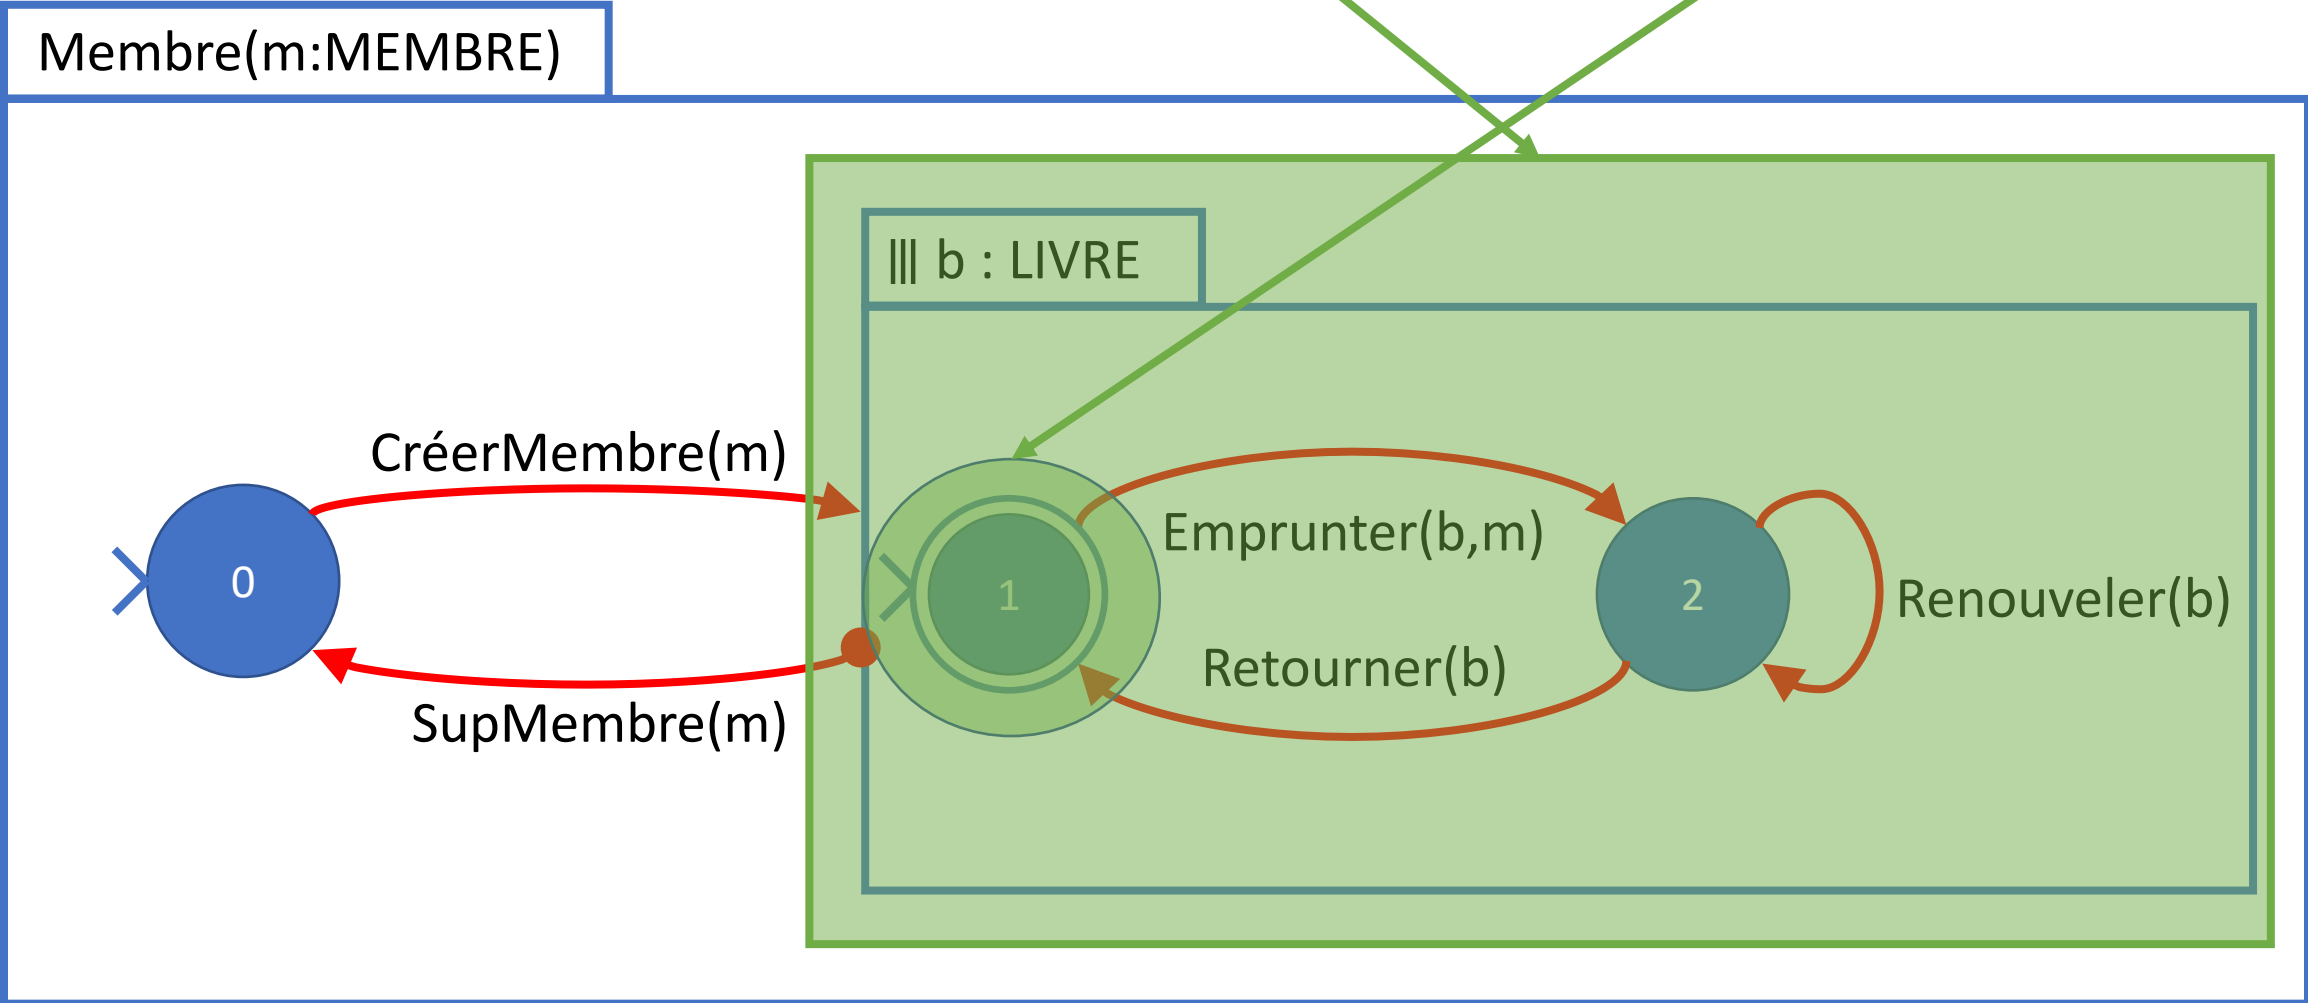 Membre(m:MEMBRE)
||| b : LIVRE
CréerMembre(m)
Emprunter(b,m)
0
1
2
Renouveler(b)
Retourner(b)
SupMembre(m)